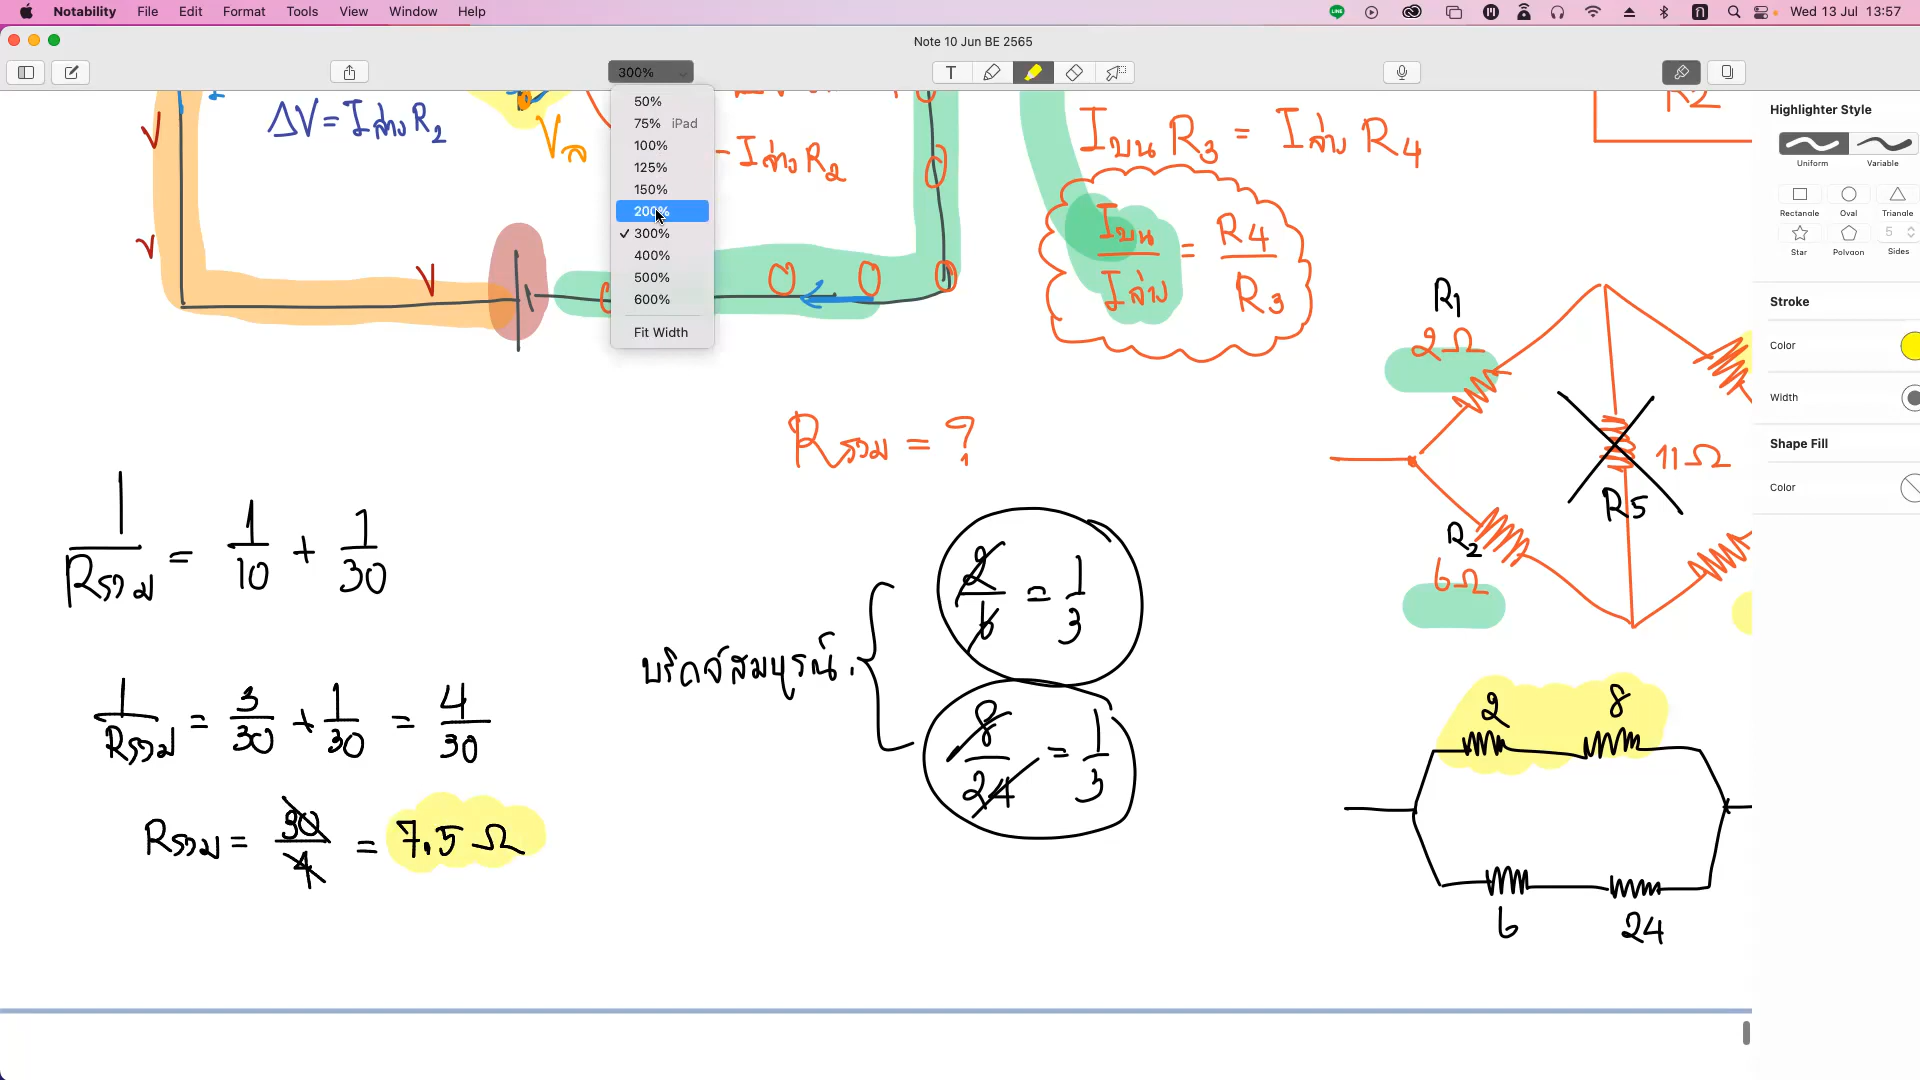 Notability File Edit Format Tools View Window Help
Wed 13 Jul 13:57
Note 10 Jun BE 2565
300%
50%
75% iPad
100%
125%
150%
200%
300%
400%
500%
600%
Fit Width
Highlighter Style
Uniform Variable
Rectangle Oval Triangle
Star Polygon 5 Sides
Stroke
Color
Width
Shape Fill
Color
ΔV = Iล่าง R2
- Iล่าง R2
Iบน R3 = Iล่าง R4
R2
Iบน / Iล่าง = R4 / R3
Rรวม = ?
R1
2Ω
11Ω
R5
R2
6Ω
1/Rรวม = 1/10 + 1/30
1/Rรวม = 3/30 + 1/30 = 4/30
Rรวม = 30/4 = 7.5 Ω
บริดจ์สมบูรณ์
2/6 = 1/3
8/24 = 1/3
2 8
6 24